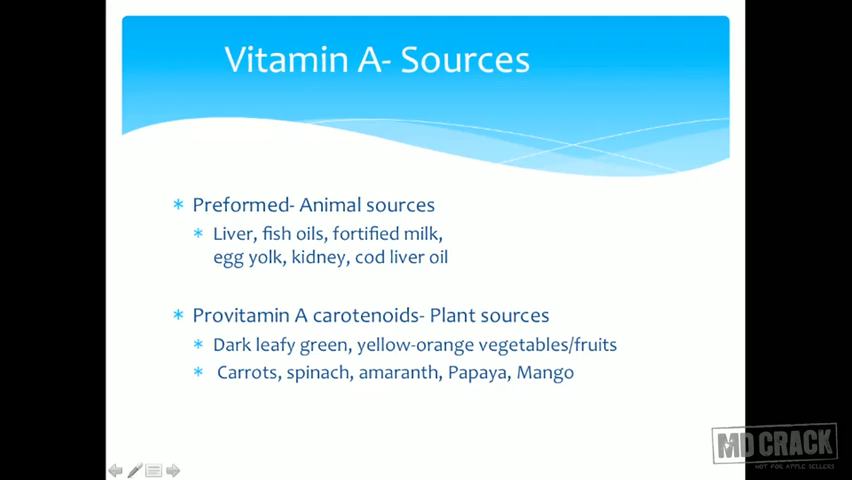 Vitamin A- Sources
* Preformed- Animal sources
* Liver, fish oils, fortified milk,
egg yolk, kidney, cod liver oil
* Provitamin A carotenoids- Plant sources
* Dark leafy green, yellow-orange vegetables/fruits
* Carrots, spinach, amaranth, Papaya, Mango
MD CRACK
NOT FOR APPLE SELLERS